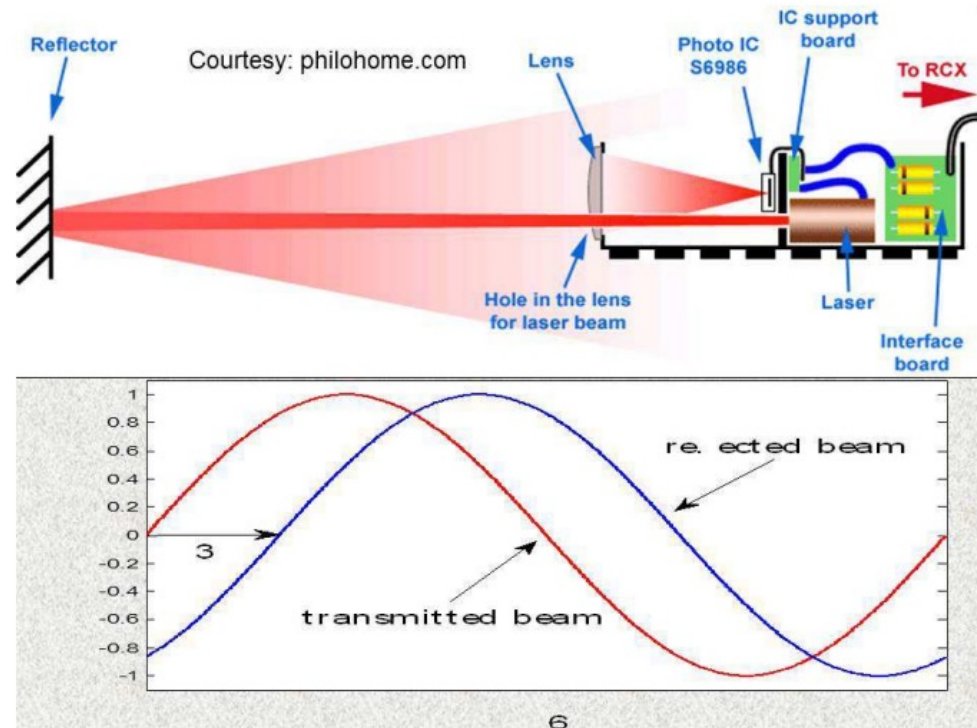 Reflector
Courtesy: philohome.com
Lens
Photo IC
S6986
IC support
board
To RCX
Hole in the lens
for laser beam
Laser
Interface
board
1
0.8
0.6
0.4
0.2
0
-0.2
-0.4
-0.6
-0.8
-1
re. ected beam
3
transmitted beam
6